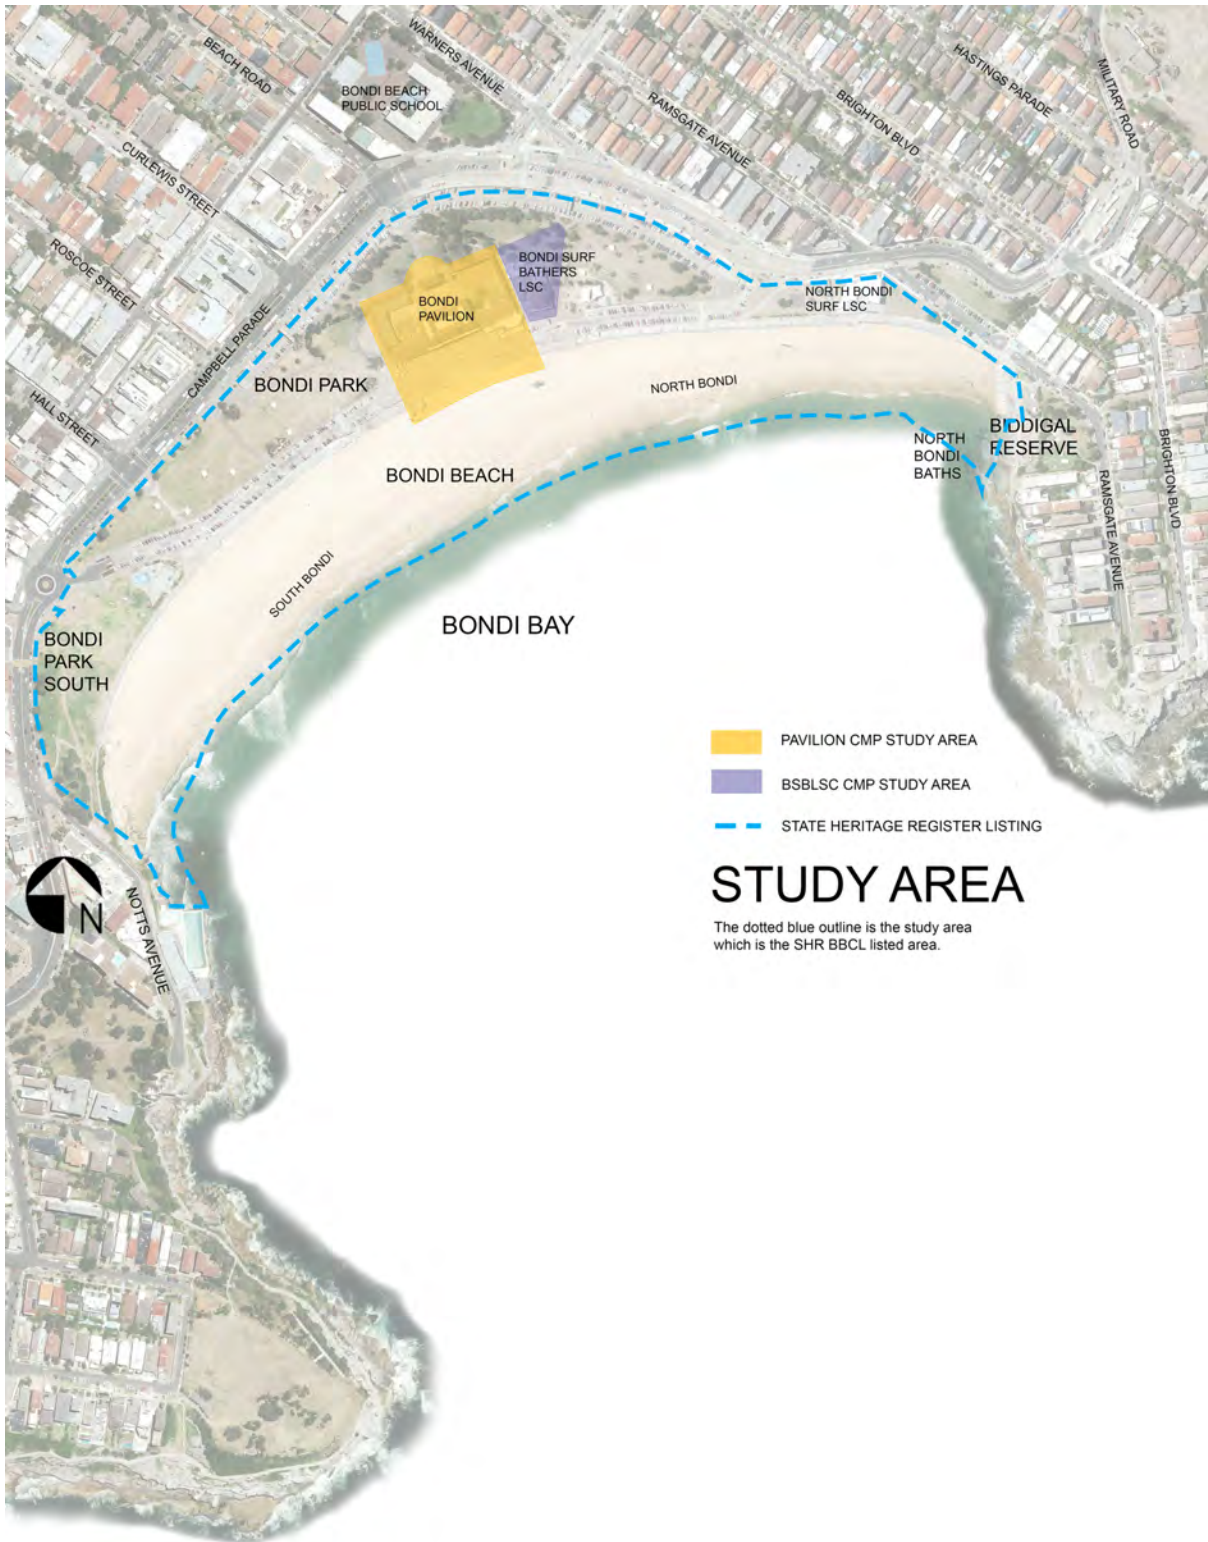 BEACH ROAD
WARNERS AVENUE
HASTINGS PARADE
MILITARY ROAD
BONDI BEACH
PUBLIC SCHOOL
RAMSGATE AVENUE
BRIGHTON BLVD
CURLEWIS STREET
ROSCOE STREET
BONDI SURF
BATHERS
LSC
BONDI
PAVILION
NORTH BONDI
SURF LSC
CAMPBELL PARADE
HALL STREET
BONDI PARK
NORTH BONDI
BIDDIGAL
RESERVE
NORTH
BONDI
BATHS
BRIGHTON BLVD
RAMSGATE AVENUE
BONDI BEACH
SOUTH BONDI
BONDI BAY
BONDI
PARK
SOUTH
PAVILION CMP STUDY AREA
BSBLSC CMP STUDY AREA
STATE HERITAGE REGISTER LISTING
N
NOTTS AVENUE
STUDY AREA
The dotted blue outline is the study area
which is the SHR BBCL listed area.